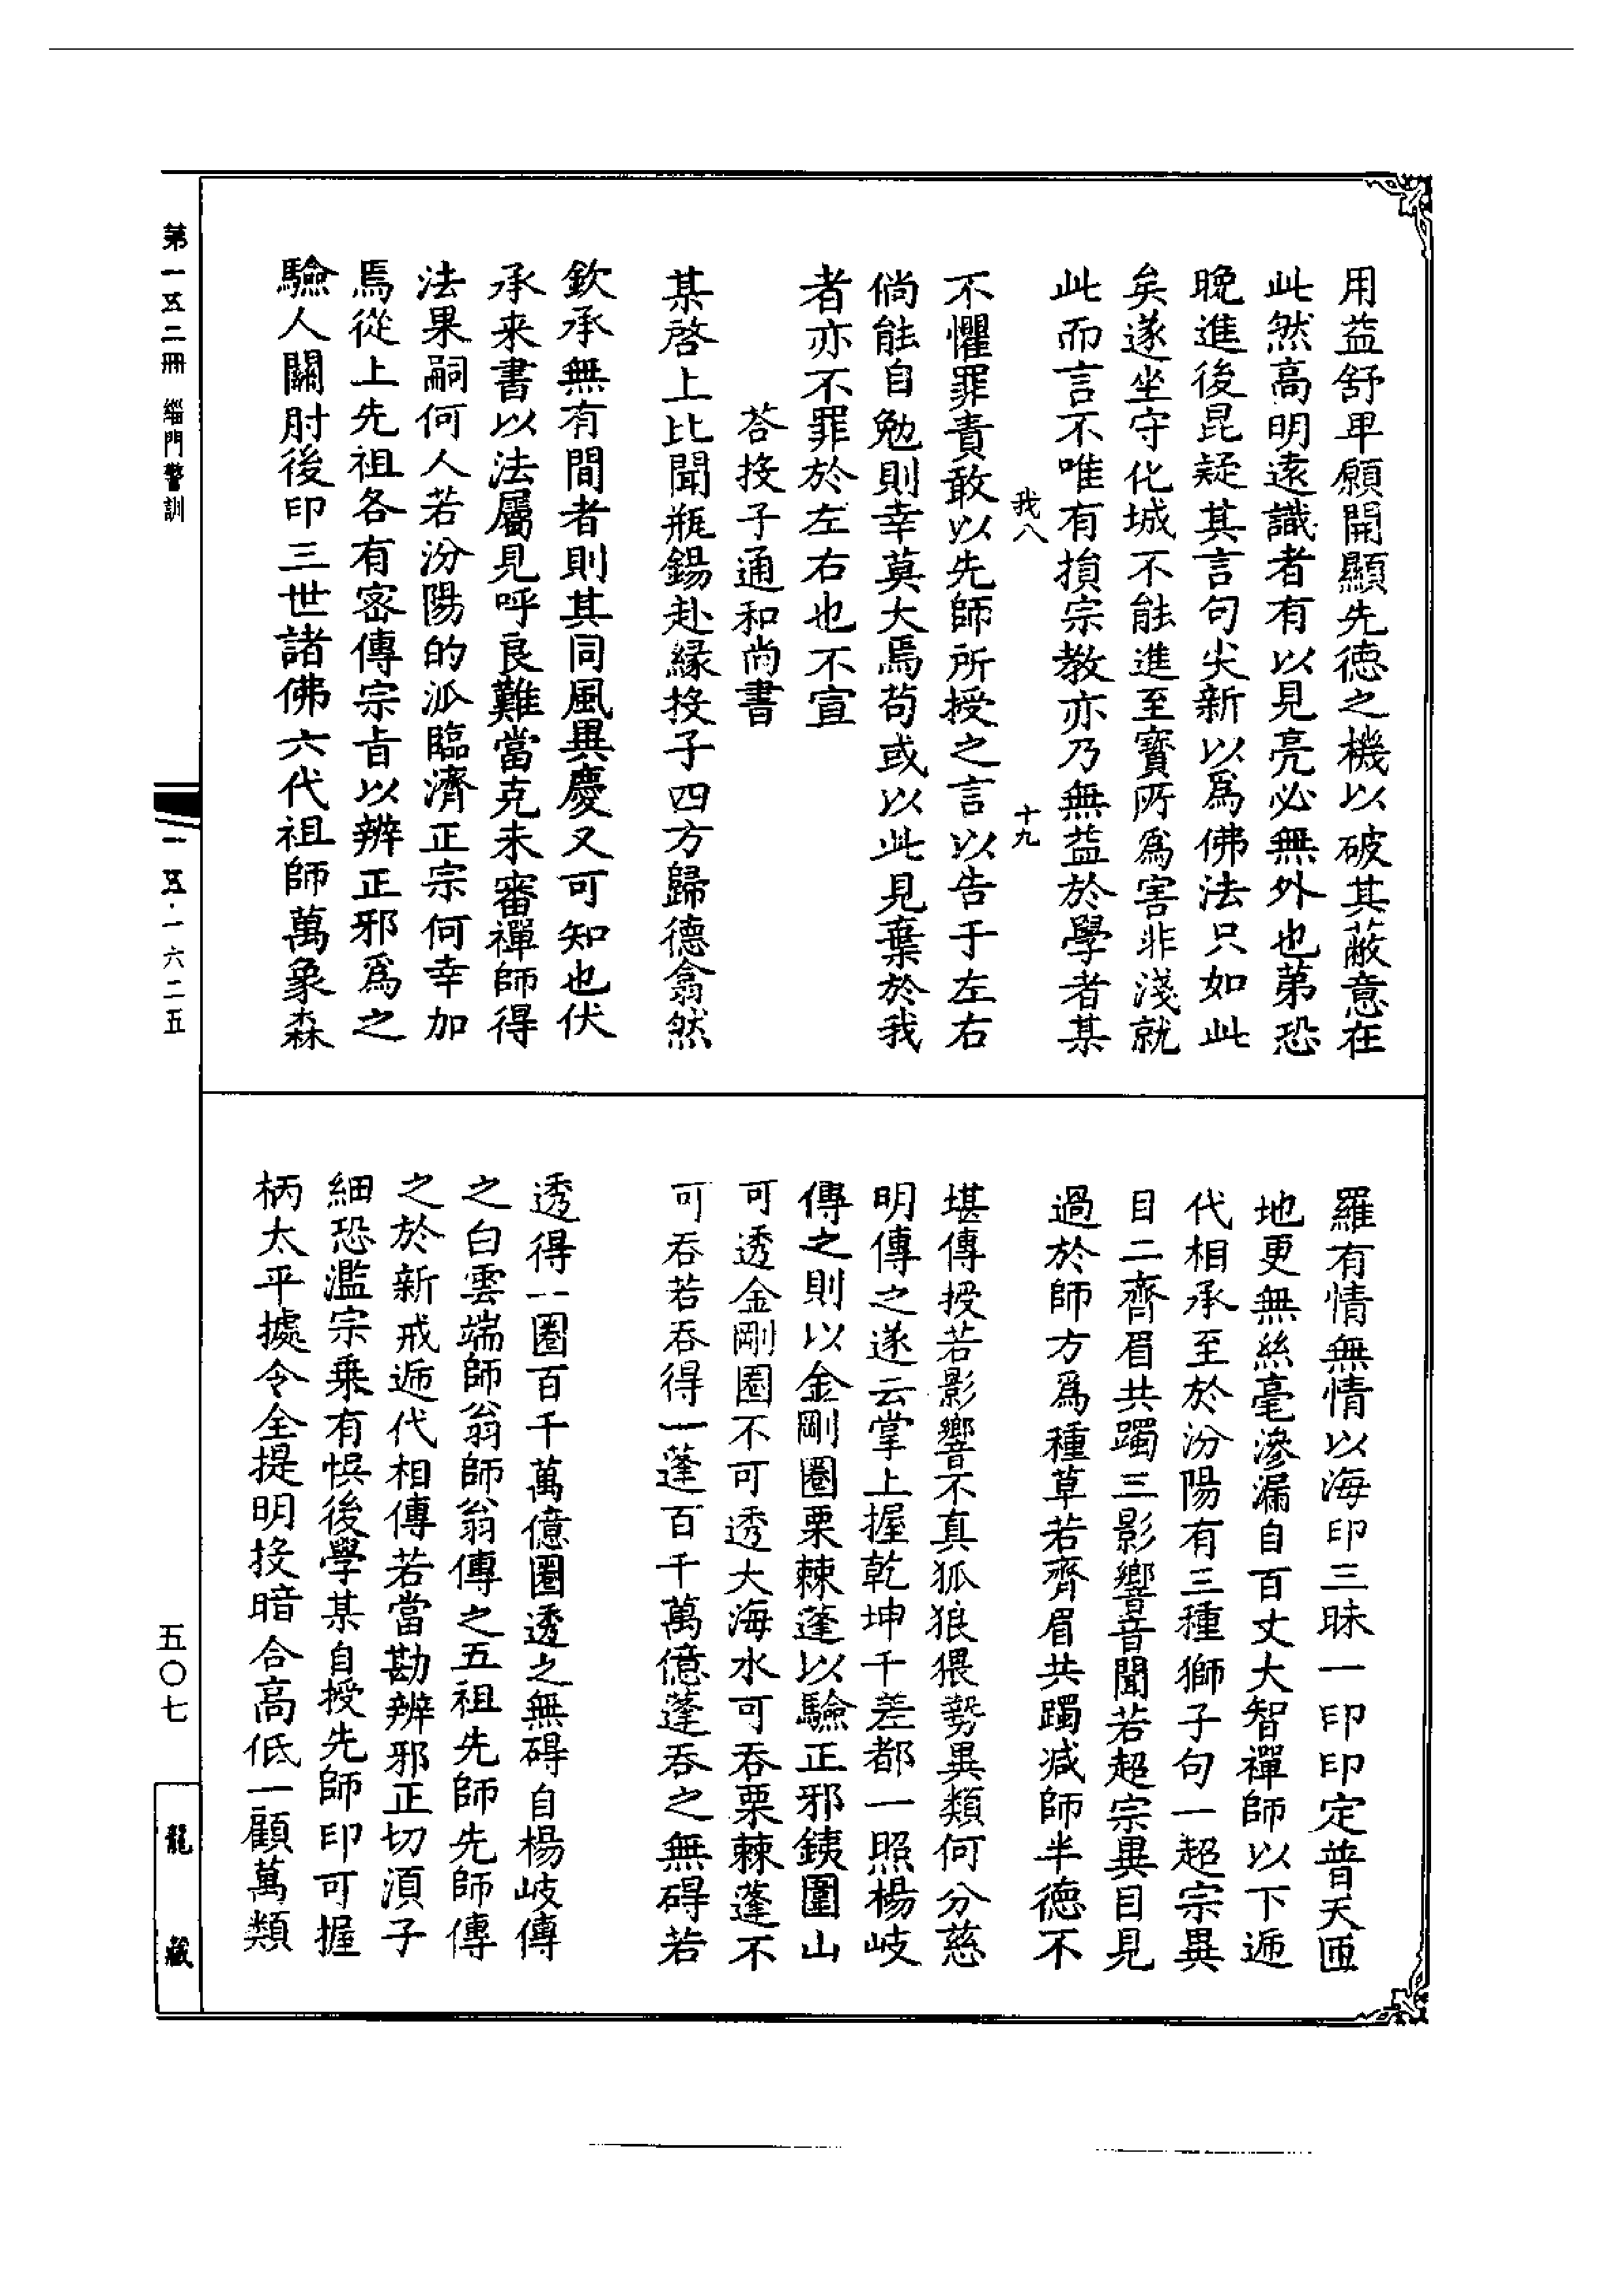 用益舒卑願開顯先德之機以破其蔽意在
此然高明遠識者有以見亮必無外也苐恐
晚進後昆疑其言句尖新以爲佛法只如此
矣遂坐守化城不能進至寳所爲害非淺就
此而言不唯有損宗教亦乃無益於學者某
我八
十九
不懼罪責敢以先師所授之言以告于左右
倘能自勉則幸莫大焉苟或以此見棄於我
者亦不罪於左右也不宣
荅投子通和尚書
某啓上比聞瓶錫赴緣投子四方歸德翕然
欽承無有間者則其同風異慶又可知也伏
承来書以法屬見呼良難當克未審禪師得
法果嗣何人若汾陽的泒臨濟正宗何幸加
焉從上先祖各有密傳宗㫖以辨正邪爲之
驗人關肘後印三世諸佛六代祖師萬象森
羅有情無情以海印三昧一印印定普天匝
地更無絲毫滲漏自百丈大智禪師以下逓
代相承至於汾陽有三種獅子句一超宗異
目二齊眉共躅三影響音聞若超宗異目見
過於師方爲種草若齊眉共躅减師半德不
堪傳授若影響不真狐狼猥㔟異類何分慈
明傳之遂云掌上握乾坤千差都一照楊岐
傳之則以金剛圈栗棘蓬以驗正邪銕圍山
可透金剛圈不可透大海水可吞栗棘蓬不
可吞若吞得一蓬百千萬億蓬吞之無碍若
透得一圈百千萬億圈透之無碍自楊岐傳
之白雲端師翁師翁傳之五祖先師先師傳
之於新戒逓代相傳若當勘辨邪正切湏子
細恐濫宗乗有悞後學某自授先師印可握
柄太平據令全提明投暗合高低一顧萬類
第一五二冊
緇門警訓
一五·一六二五
五〇七
龍藏